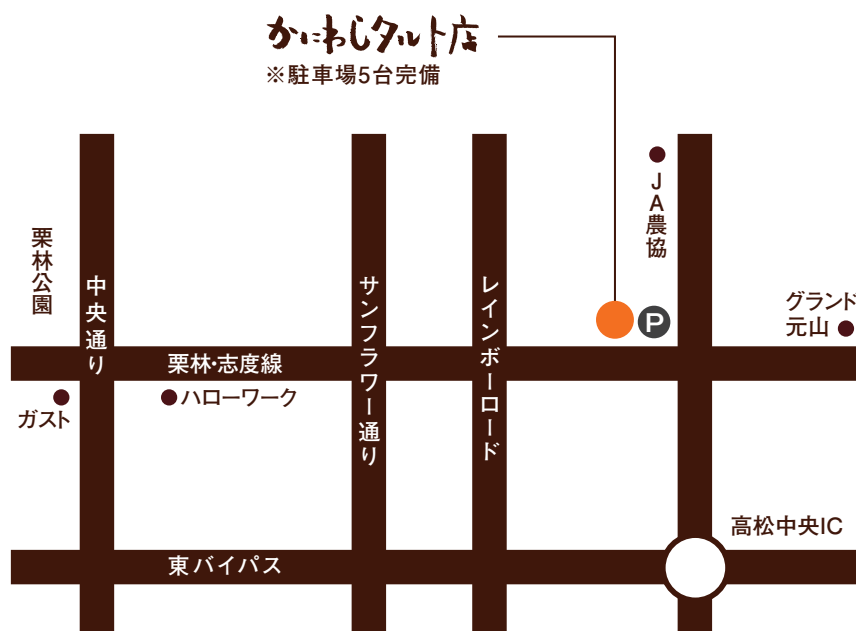 かにわしタルト店
※駐車場5台完備
JA農協
栗林公園
中央通り
サンフラワー通り
レインボーロード
グランド
元山
P
栗林・志度線
ガスト
ハローワーク
高松中央IC
東バイパス